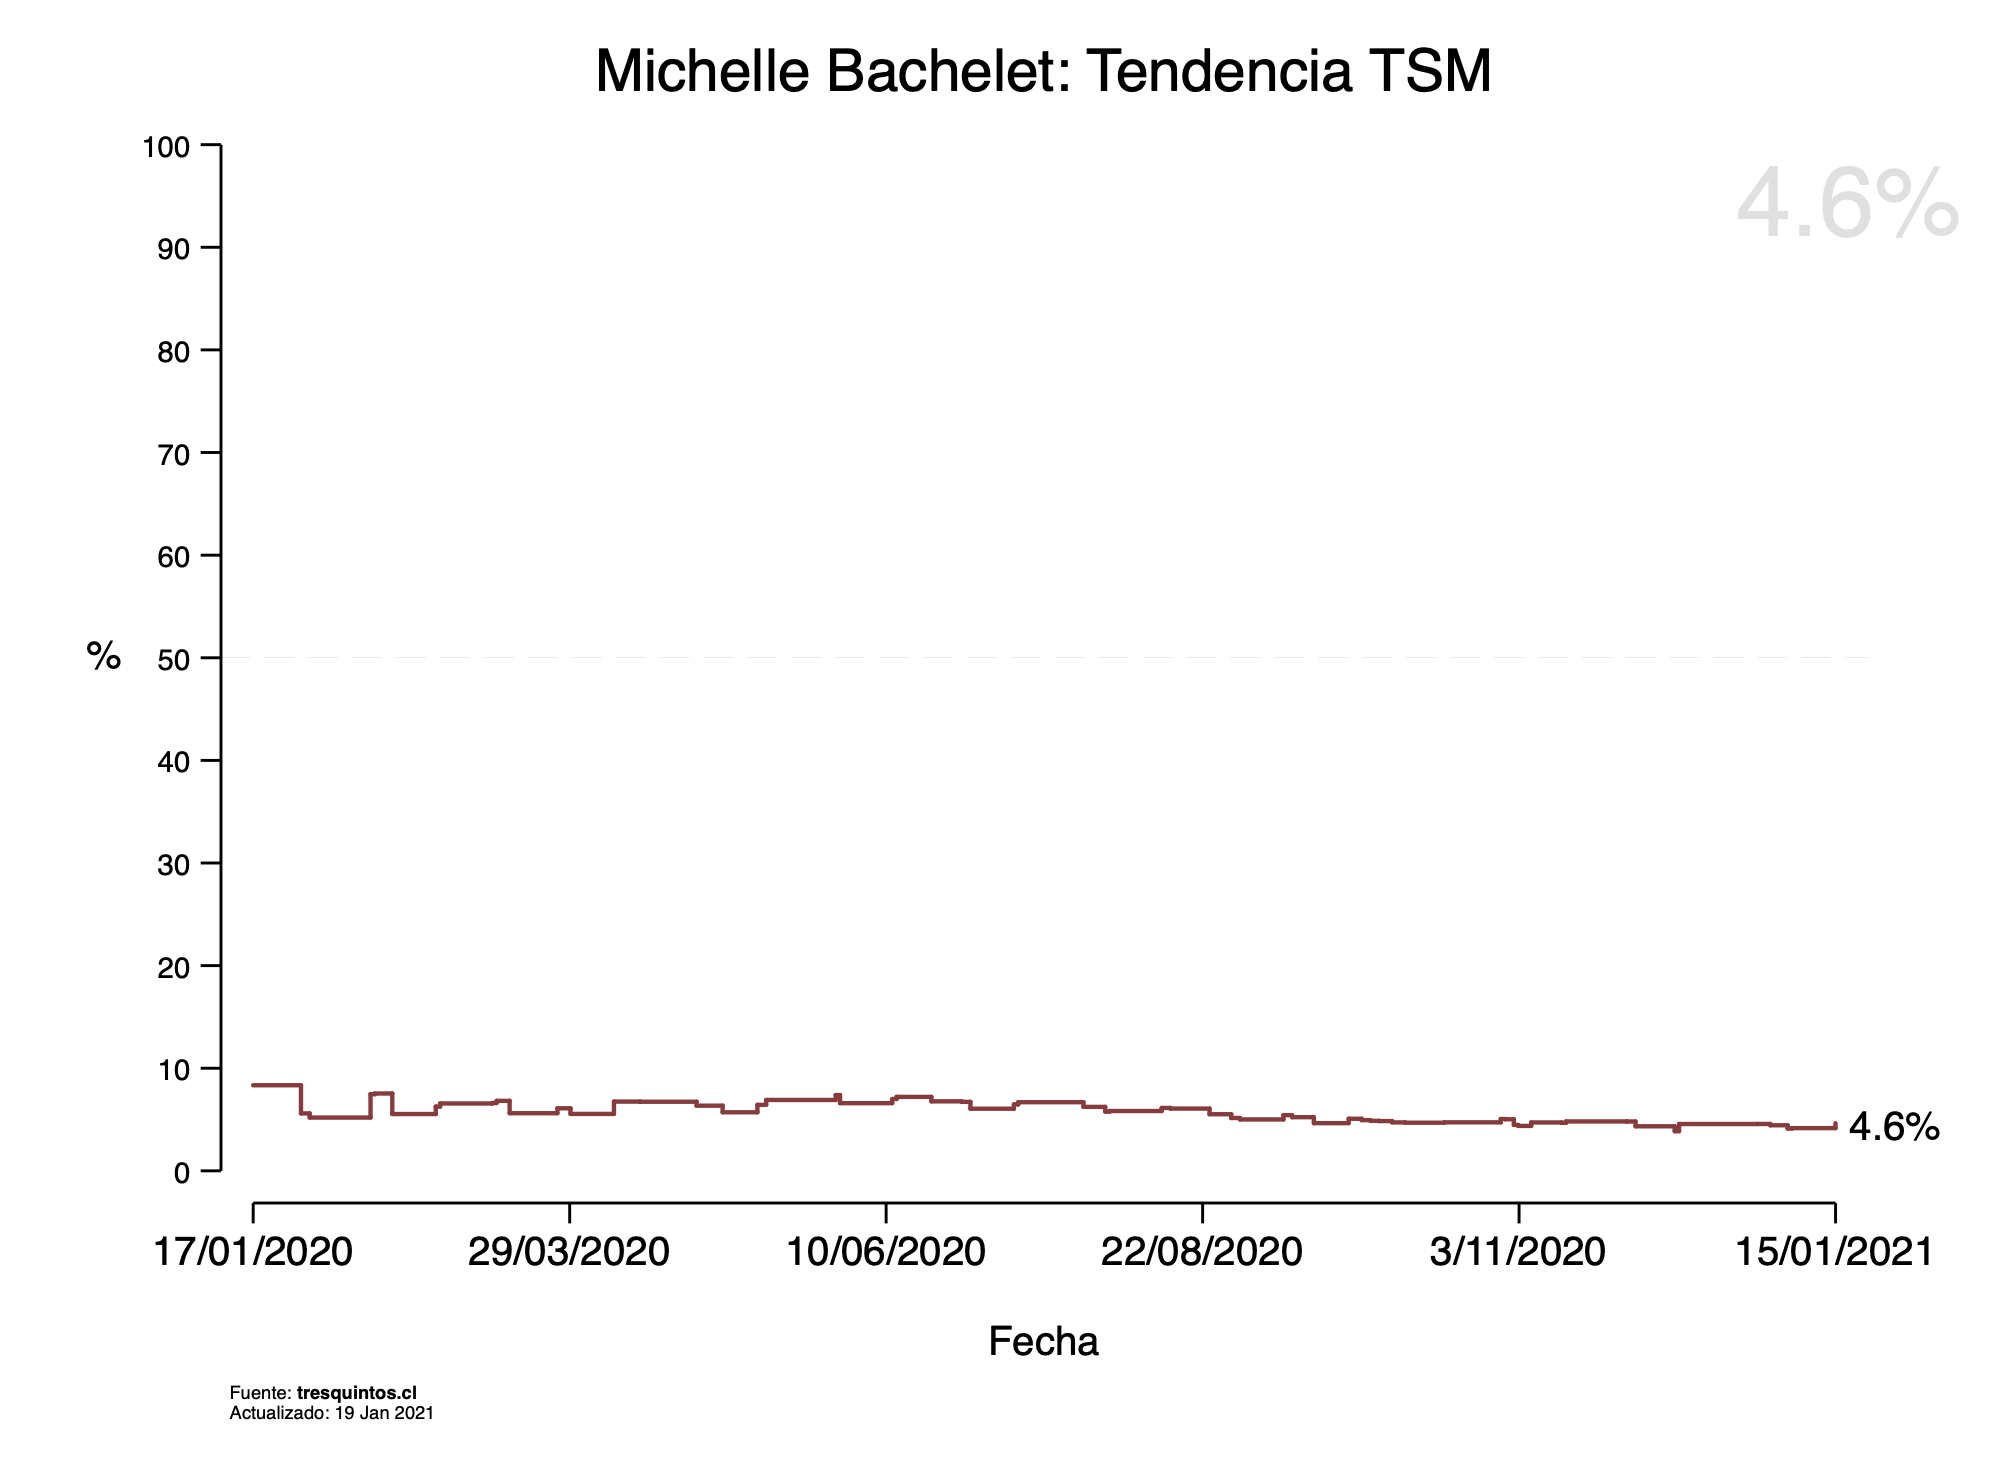 Michelle Bachelet: Tendencia TSM
4.6%
100
90
80
70
60
% 50
40
30
20
10
0
4.6%
17/01/2020 29/03/2020 10/06/2020 22/08/2020 3/11/2020 15/01/2021
Fecha
Fuente: tresquintos.cl
Actualizado: 19 Jan 2021